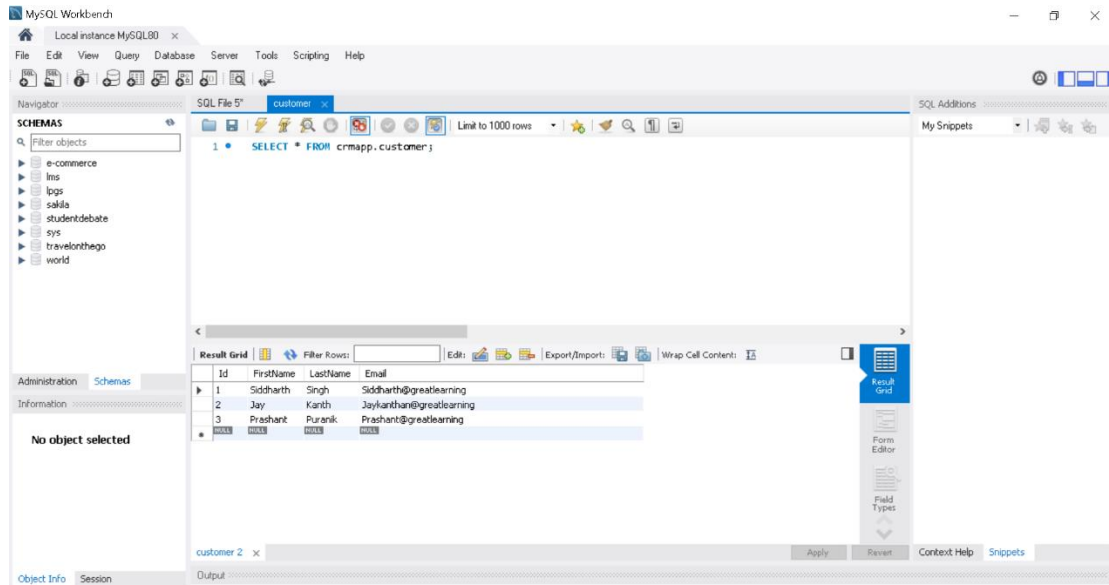 MySQL Workbench
Local instance MySQL80 ×
File Edit View Query Database Server Tools Scripting Help
Navigator
SCHEMAS
Filter objects
e-commerce
lms
lpgs
sakila
studentdebate
sys
travelonthego
world
Administration Schemas
Information
No object selected
Object Info Session
SQL File 5* customer ×
Limit to 1000 rows
1 SELECT * FROM crmapp.customer;
Result Grid Filter Rows: Edit: Export/Import: Wrap Cell Content:
Id FirstName LastName Email
1 Siddharth Singh Siddharth@greatlearning
2 Jay Kanth Jaykanthan@greatlearning
3 Prashant Puranik Prashant@greatlearning
NULL NULL NULL NULL
Result
Grid
Form
Editor
Field
Types
customer 2 ×
Apply Revert
Output
SQL Additions
My Snippets
Context Help Snippets